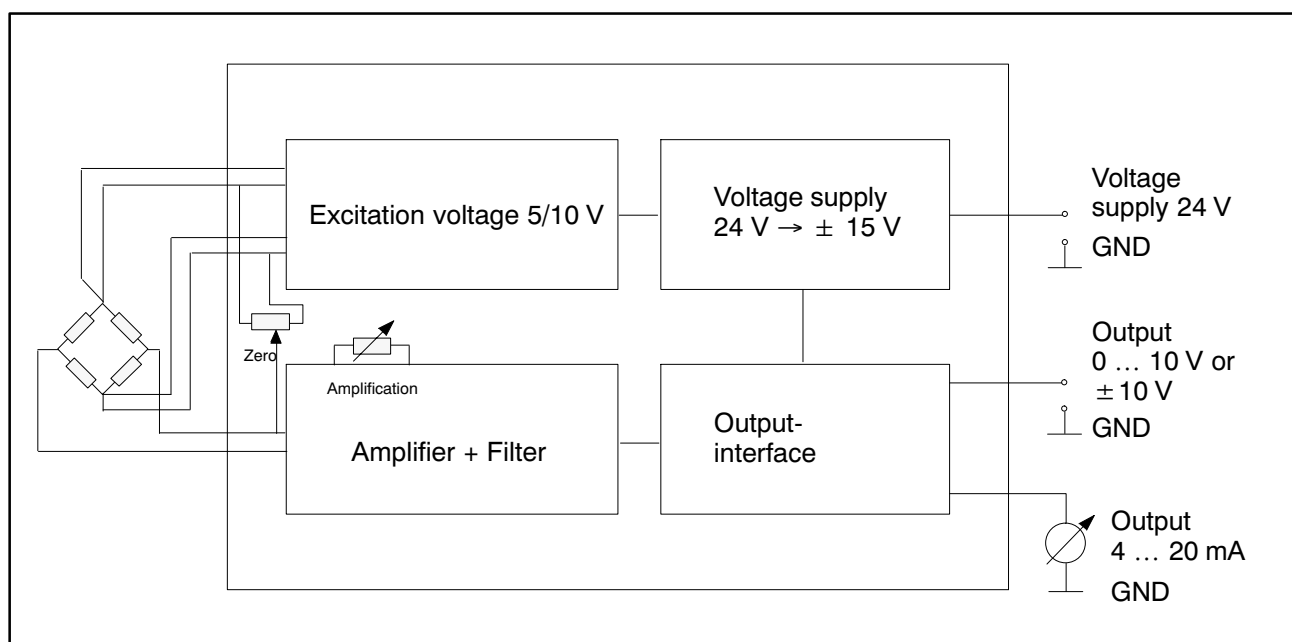 Excitation voltage 5/10 V
Voltage supply
24 V → ± 15 V
Voltage
supply 24 V
GND
Zero
Amplification
Amplifier + Filter
Output-
interface
Output
0 ... 10 V or
± 10 V
GND
Output
4 ... 20 mA
GND